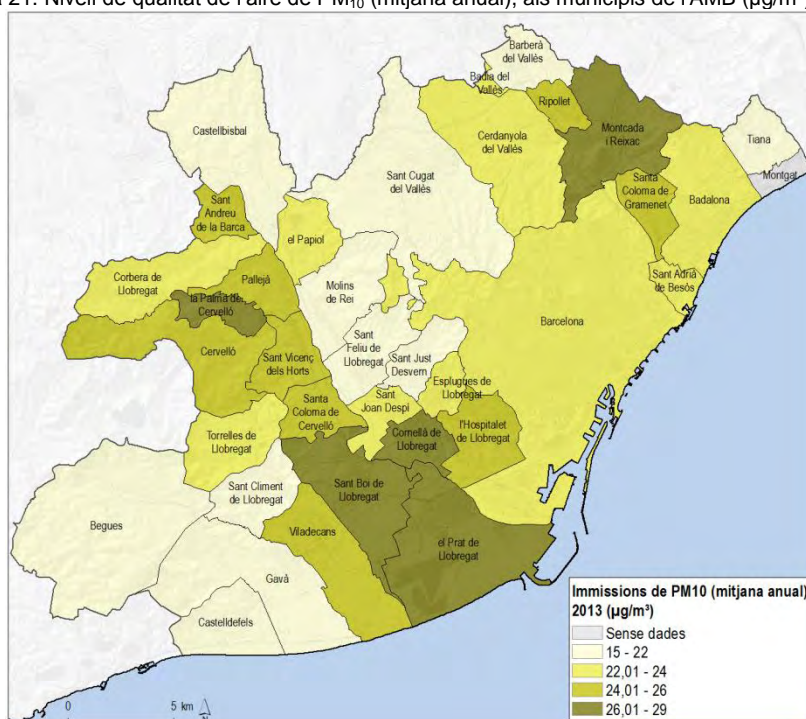 21. Nivell de qualitat de l'aire de PM₁₀ (mitjana anual), als municipis de l'AMB (µg/m³)
Barberà
del Vallès
Badia del
Vallès
Ripollet
Castellbisbal
Cerdanyola
del Vallès
Montcada
i Reixac
Tiana
Montgat
Sant Cugat
del Vallès
Santa
Coloma de
Gramenet
Badalona
Sant
Andreu
de la Barca
el Papiol
Corbera de
Llobregat
Pallejà
Molins
de Rei
Sant Adrià
de Besòs
la Palma de
Cervelló
Barcelona
Cervelló
Sant Vicenç
dels Horts
Sant
Feliu de
Llobregat
Sant Just
Desvern
Esplugues de
Llobregat
Santa
Coloma de
Cervelló
Sant
Joan Despí
Torrelles de
Llobregat
Cornellà de
Llobregat
l'Hospitalet
de Llobregat
Sant Climent
de Llobregat
Sant Boi de
Llobregat
Begues
Viladecans
el Prat de
Llobregat
Gavà
Castelldefels
Immissions de PM10 (mitjana anual)
2013 (µg/m³)
Sense dades
15 - 22
22,01 - 24
24,01 - 26
26,01 - 29
0 5 km
N